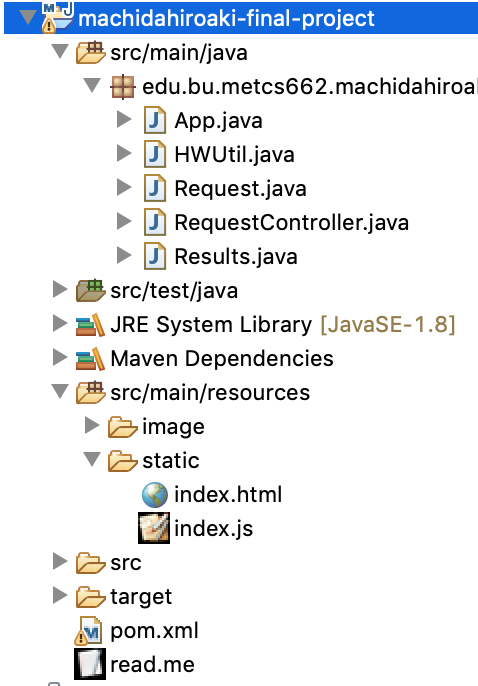 machidahiroaki-final-project
src/main/java
edu.bu.metcs662.machidahiroal
App.java
HWUtil.java
Request.java
RequestController.java
Results.java
src/test/java
JRE System Library [JavaSE-1.8]
Maven Dependencies
src/main/resources
image
static
index.html
index.js
src
target
pom.xml
read.me